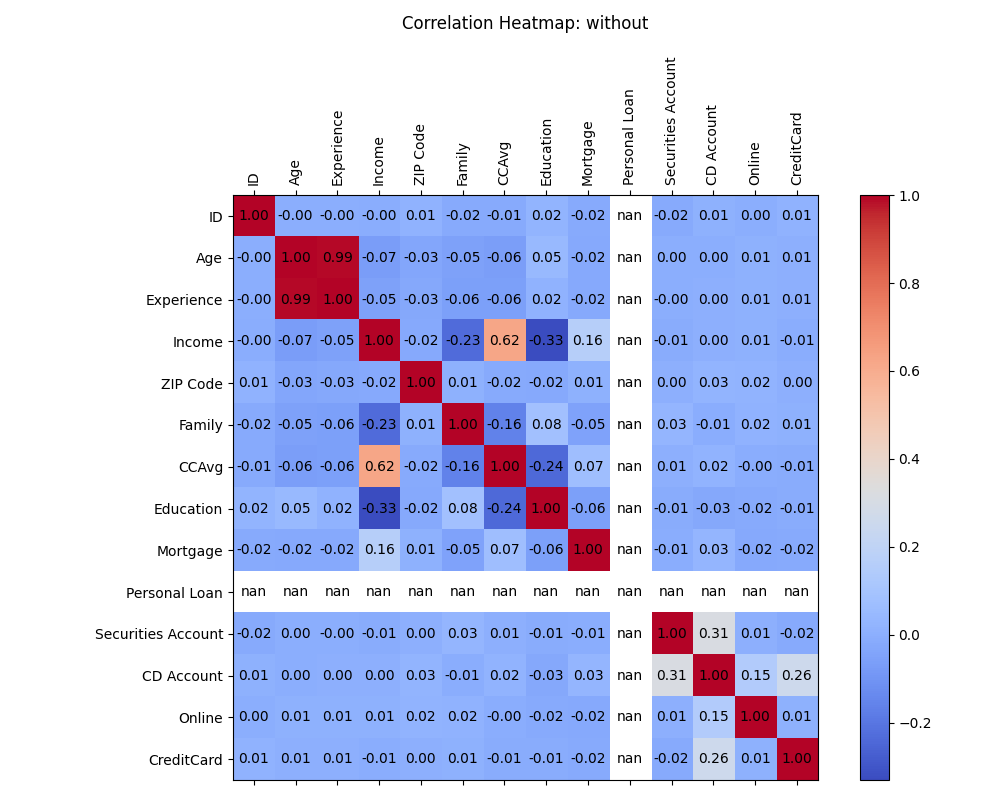 Correlation Heatmap: without
ID Age Experience Income ZIP Code Family CCAvg Education Mortgage Personal Loan Securities Account CD Account Online CreditCard
ID 1.00 -0.00 -0.00 -0.00 0.01 -0.02 -0.01 0.02 -0.02 nan -0.02 0.01 0.00 0.01
Age -0.00 1.00 0.99 -0.07 -0.03 -0.05 -0.06 0.05 -0.02 nan 0.00 0.00 0.01 0.01
Experience -0.00 0.99 1.00 -0.05 -0.03 -0.06 -0.06 0.02 -0.02 nan -0.00 0.00 0.01 0.01
Income -0.00 -0.07 -0.05 1.00 -0.02 -0.23 0.62 -0.33 0.16 nan -0.01 0.00 0.01 -0.01
ZIP Code 0.01 -0.03 -0.03 -0.02 1.00 0.01 -0.02 -0.02 0.01 nan 0.00 0.03 0.02 0.00
Family -0.02 -0.05 -0.06 -0.23 0.01 1.00 -0.16 0.08 -0.05 nan 0.03 -0.01 0.02 0.01
CCAvg -0.01 -0.06 -0.06 0.62 -0.02 -0.16 1.00 -0.24 0.07 nan 0.01 0.02 -0.00 -0.01
Education 0.02 0.05 0.02 -0.33 -0.02 0.08 -0.24 1.00 -0.06 nan -0.01 -0.03 -0.02 -0.01
Mortgage -0.02 -0.02 -0.02 0.16 0.01 -0.05 0.07 -0.06 1.00 nan -0.01 0.03 -0.02 -0.02
Personal Loan nan nan nan nan nan nan nan nan nan nan nan nan nan nan
Securities Account -0.02 0.00 -0.00 -0.01 0.00 0.03 0.01 -0.01 -0.01 nan 1.00 0.31 0.01 -0.02
CD Account 0.01 0.00 0.00 0.00 0.03 -0.01 0.02 -0.03 0.03 nan 0.31 1.00 0.15 0.26
Online 0.00 0.01 0.01 0.01 0.02 0.02 -0.00 -0.02 -0.02 nan 0.01 0.15 1.00 0.01
CreditCard 0.01 0.01 0.01 -0.01 0.00 0.01 -0.01 -0.01 -0.02 nan -0.02 0.26 0.01 1.00
1.0
0.8
0.6
0.4
0.2
0.0
−0.2